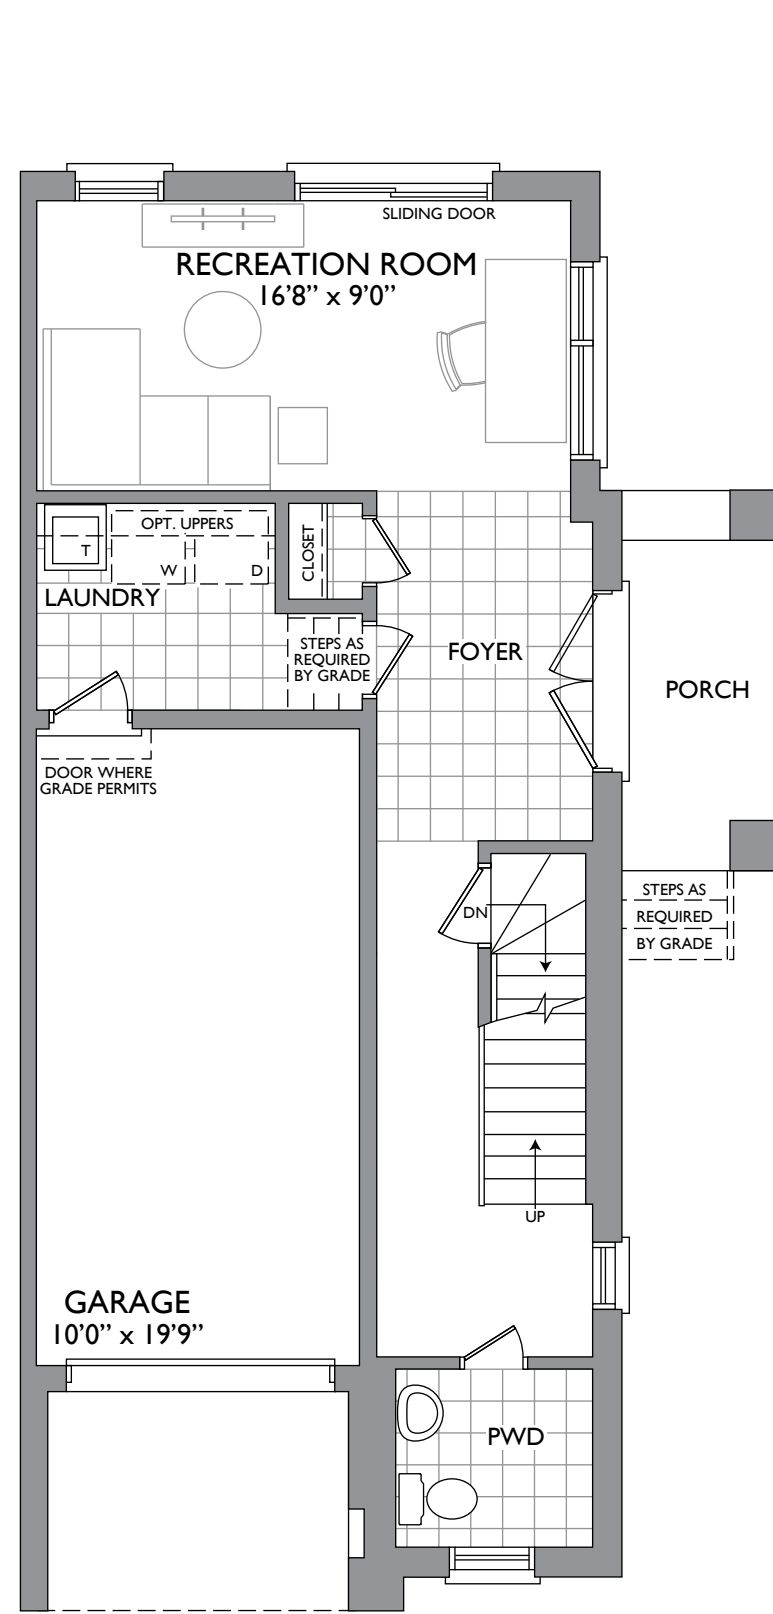 SLIDING DOOR
RECREATION ROOM
16'8" x 9'0"
OPT. UPPERS
T
W
D
CLOSET
LAUNDRY
STEPS AS
REQUIRED
BY GRADE
FOYER
PORCH
DOOR WHERE
GRADE PERMITS
DN
STEPS AS
REQUIRED
BY GRADE
UP
GARAGE
10'0" x 19'9"
PWD